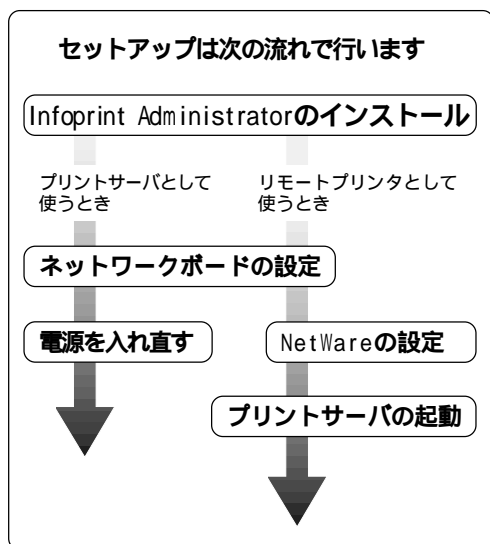 セットアップは次の流れで行います
Infoprint Administratorのインストール
プリントサーバとして
使うとき
リモートプリンタとして
使うとき
ネットワークボードの設定
電源を入れ直す
NetWareの設定
プリントサーバの起動